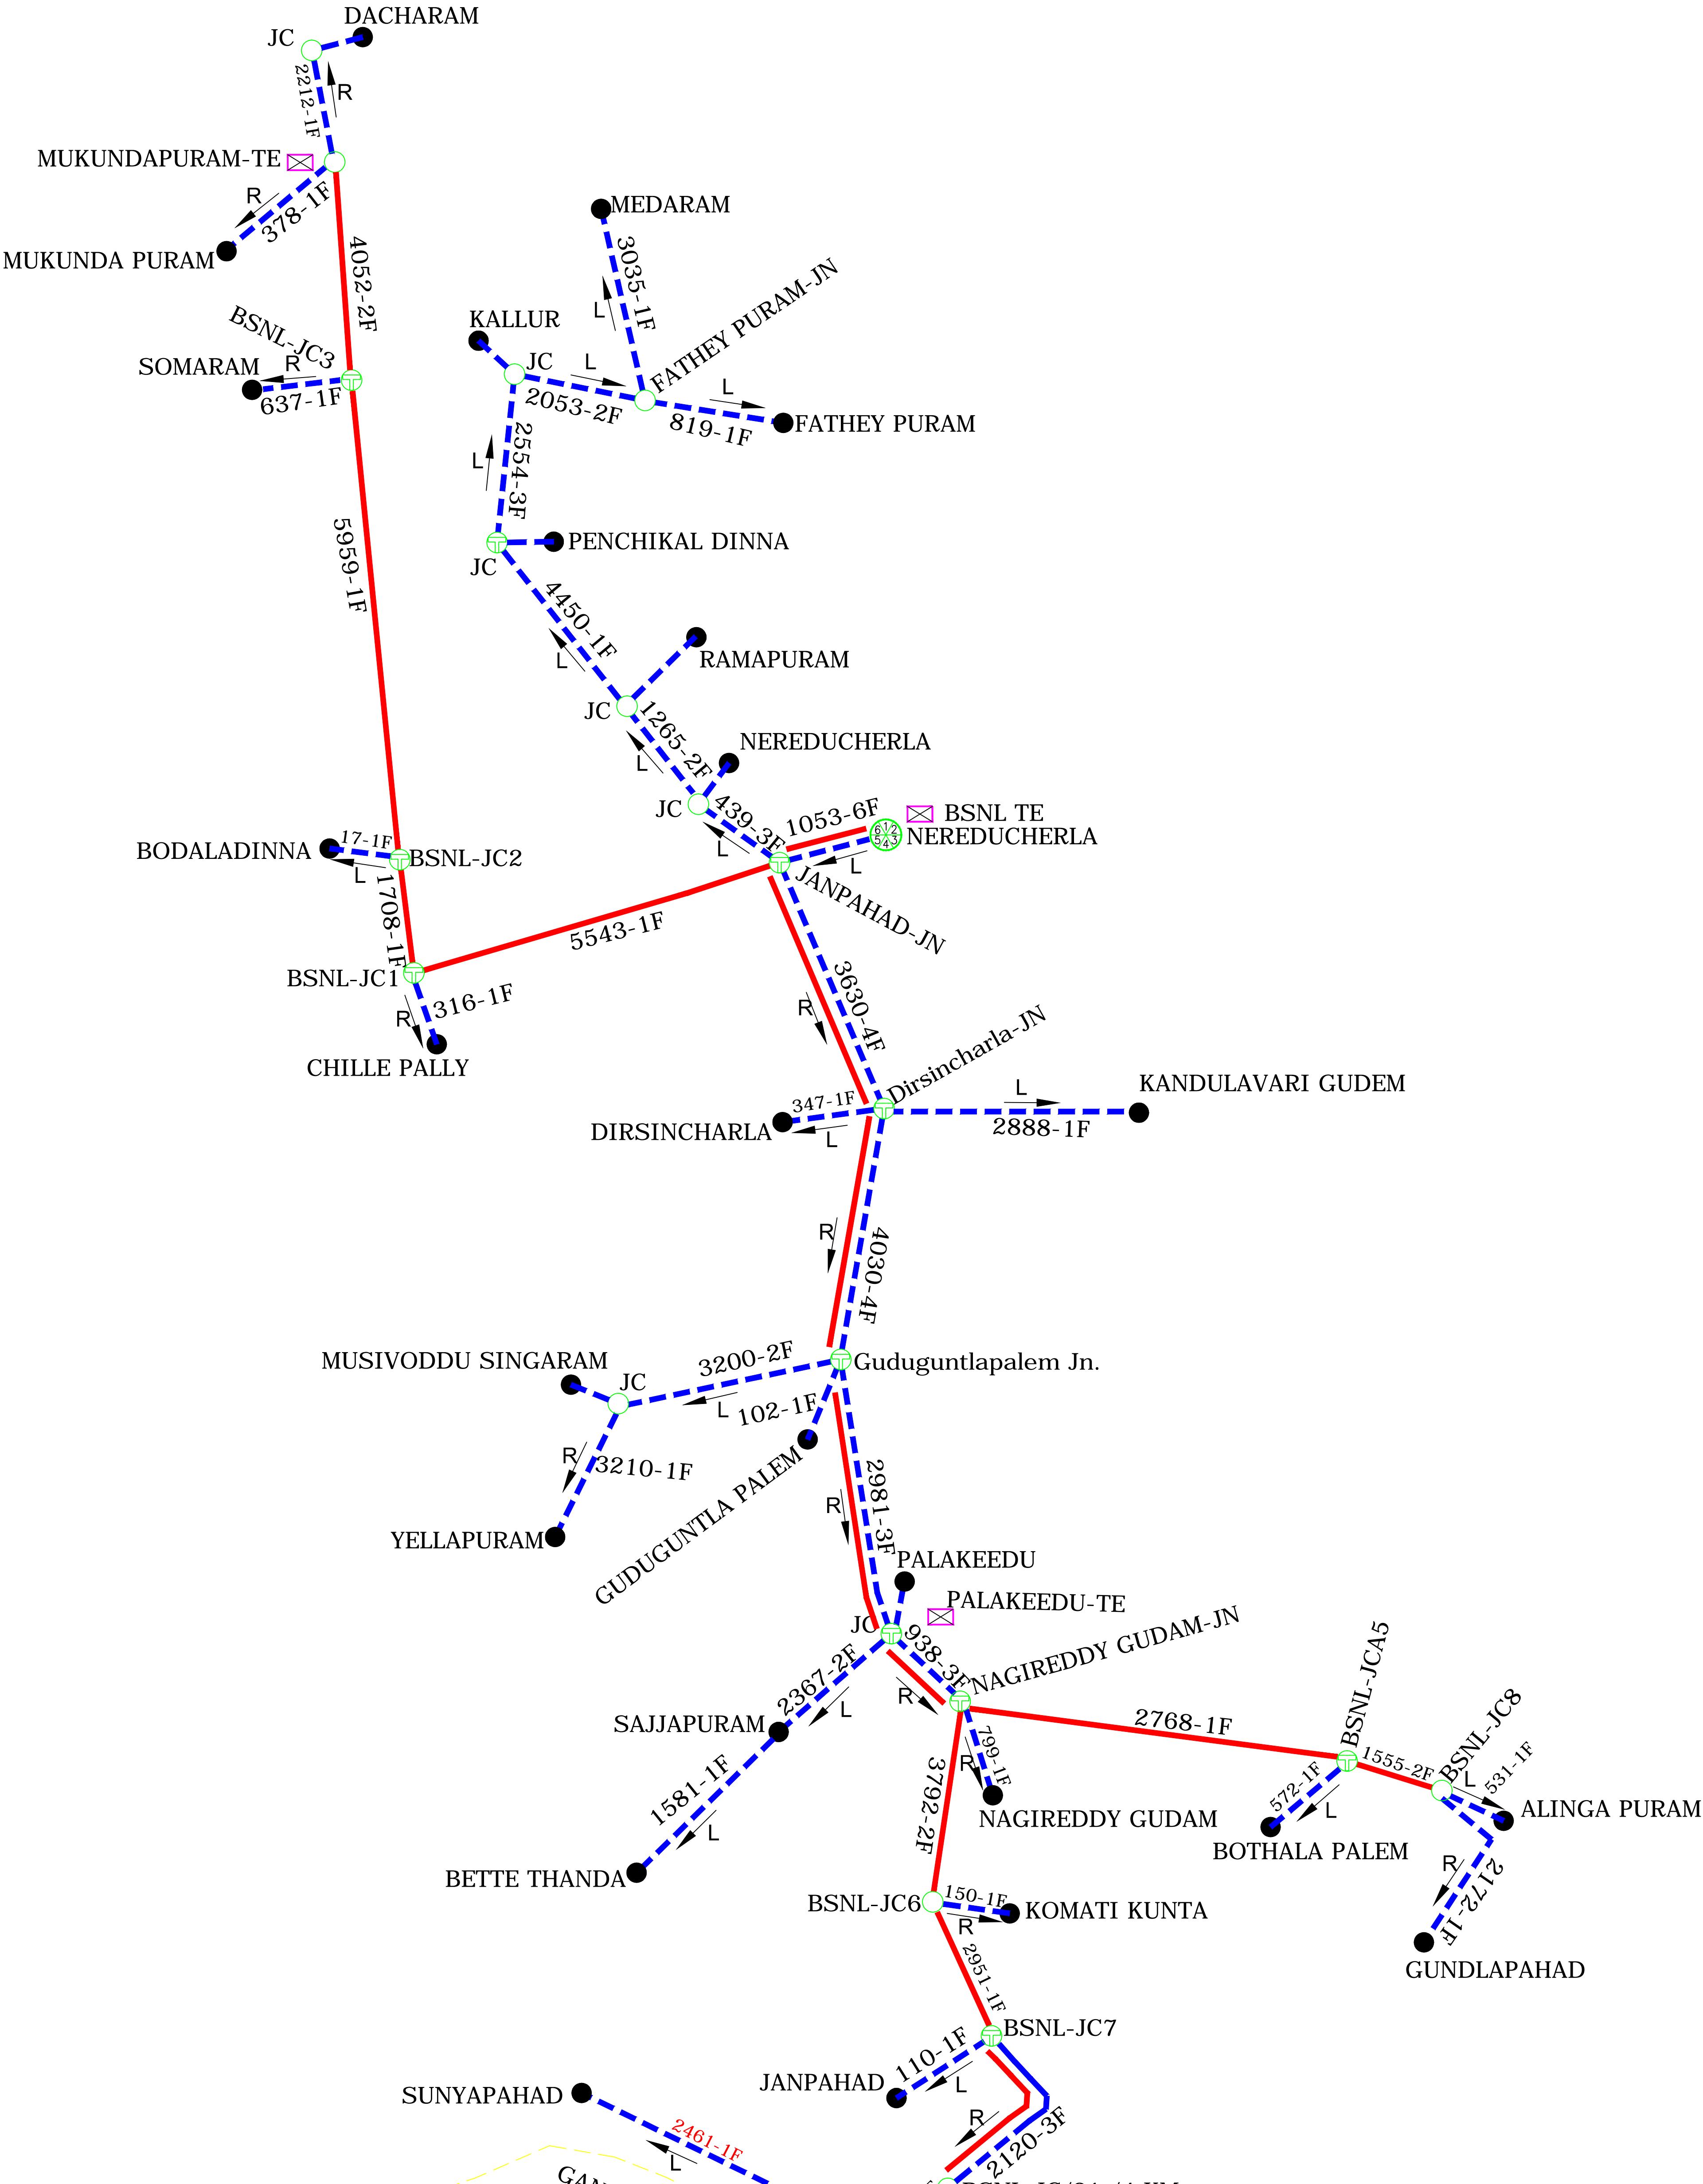 DACHARAM
JC
2212-1F
R
MUKUNDAPURAM-TE
R
378-1F
MUKUNDA PURAM
4052-2F
BSNL-JC3
SOMARAM
R
637-1F
5959-1F
MEDARAM
3035-1F
L
FATHEY PURAM-JN
KALLUR
JC
L
2053-2F
L
819-1F
FATHEY PURAM
2554-3F
L
PENCHIKAL DINNA
JC
4450-1F
L
RAMAPURAM
JC
1265-2F
L
NEREDUCHERLA
JC
439-3F
L
1053-6F
BSNL TE
NEREDUCHERLA
6 1 2
5 4 3
L
JANPAHAD-JN
BODALADINNA
17-1F
L
BSNL-JC2
1708-1F
5543-1F
BSNL-JC1
316-1F
R
CHILLE PALLY
3630-4F
R
Dirsincharla-JN
KANDULAVARI GUDEM
L
2888-1F
347-1F
DIRSINCHARLA
L
R
4030-4F
MUSIVODDU SINGARAM
3200-2F
Guduguntlapalem Jn.
JC
L
102-1F
R
3210-1F
YELLAPURAM
GUDUGUNTLA PALEM
2981-3F
R
PALAKEEDU
PALAKEEDU-TE
JC
938-3F
NAGIREDDY GUDAM-JN
2367-2F
L
R
SAJJAPURAM
1581-1F
L
BETTE THANDA
2768-1F
BSNL-JCA5
1555-2F
BSNL-JC8
L
531-1F
ALINGA PURAM
572-1F
L
BOTHALA PALEM
R
2172-1F
GUNDLAPAHAD
799-1F
R
NAGIREDDY GUDAM
3792-2F
BSNL-JC6
150-1F
R
KOMATI KUNTA
2951-1F
BSNL-JC7
110-1F
JANPAHAD
L
R
2120-3F
SUNYAPAHAD
2461-1F
L